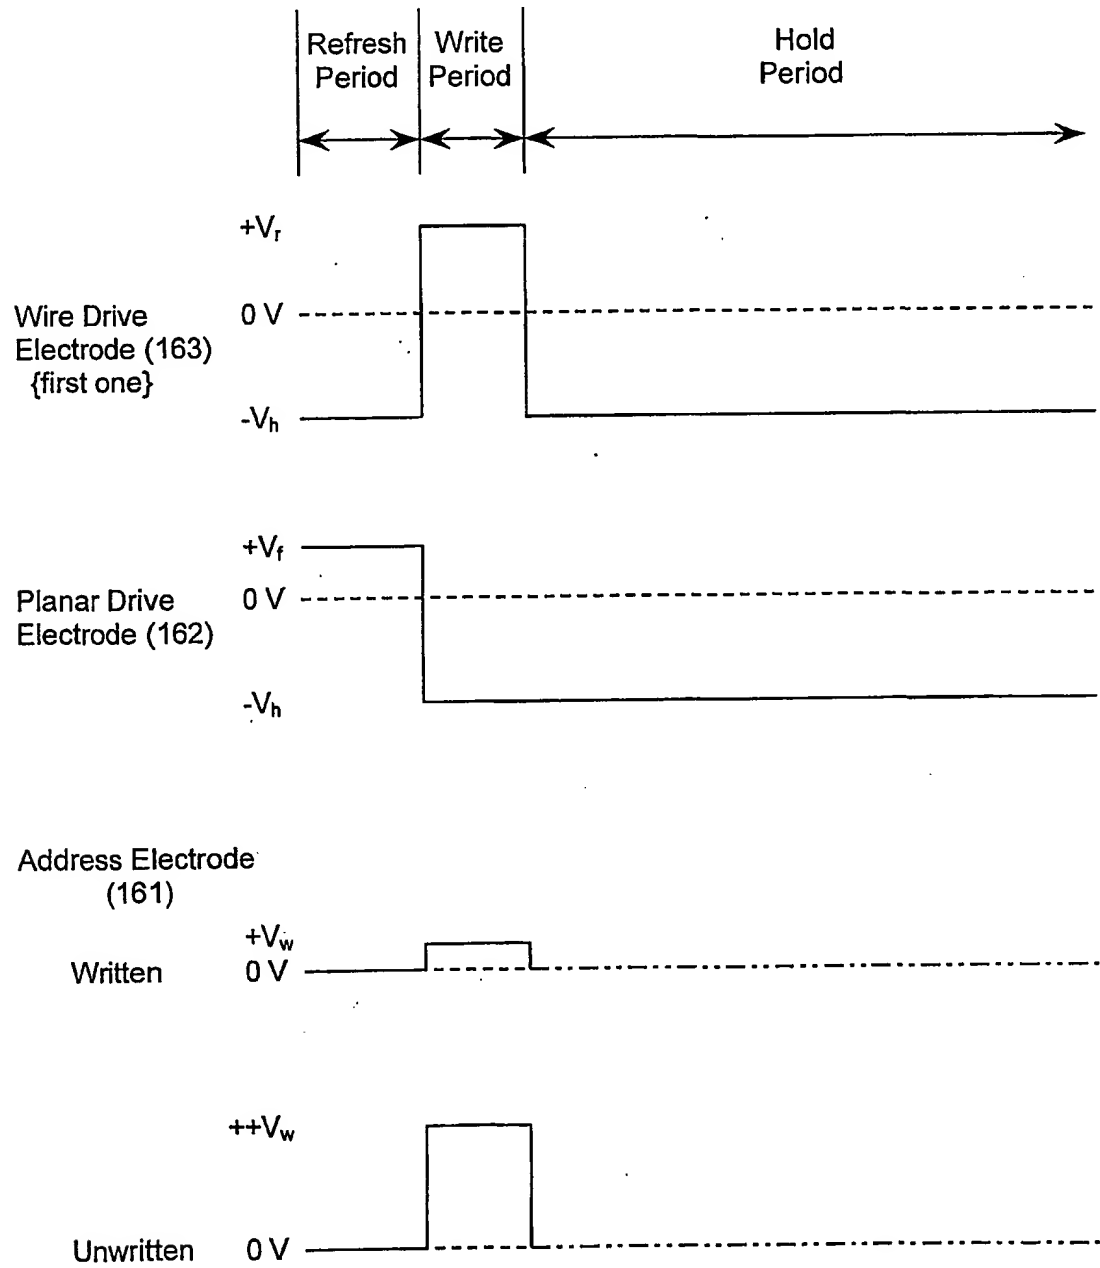 Refresh Period
Write Period
Hold Period
+Vr
Wire Drive
0 V
Electrode (163)
{first one}
-Vh
+Vf
Planar Drive
0 V
Electrode (162)
-Vh
Address Electrode
(161)
+Vw
Written
0 V
++Vw
Unwritten
0 V